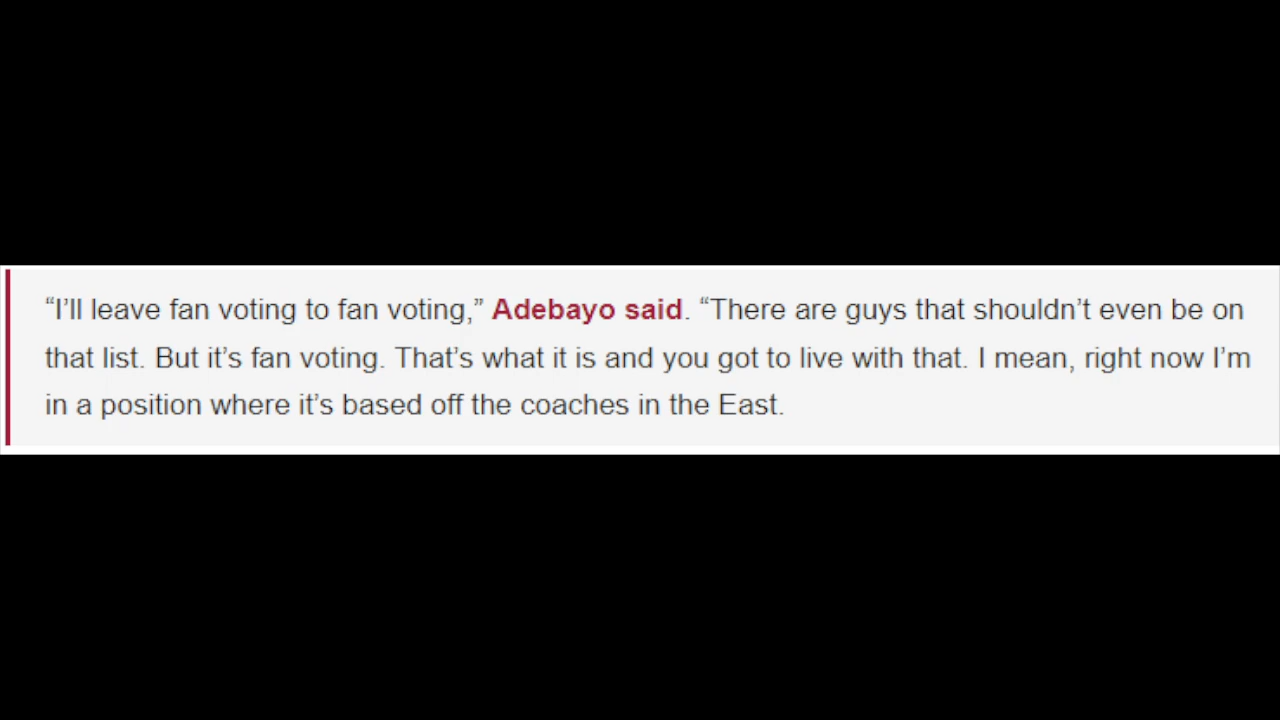 “I’ll leave fan voting to fan voting,” Adebayo said. “There are guys that shouldn’t even be on
that list. But it’s fan voting. That’s what it is and you got to live with that. I mean, right now I’m
in a position where it’s based off the coaches in the East.